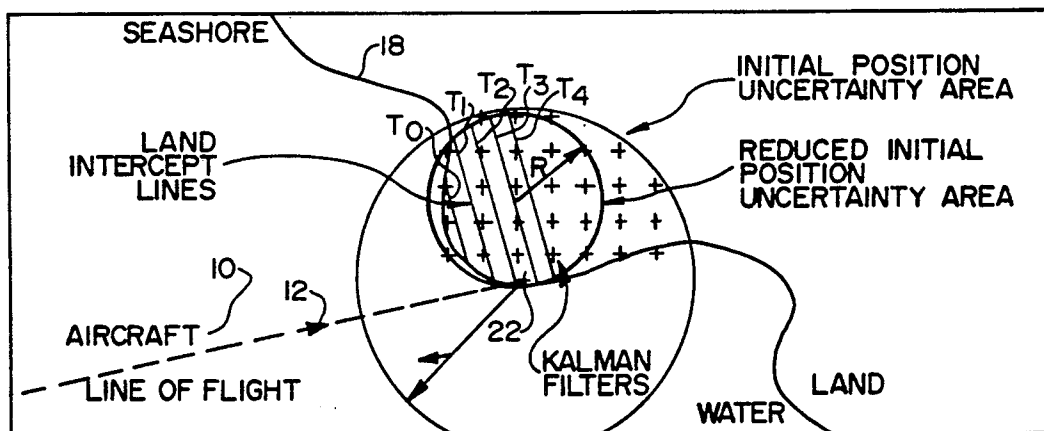 SEASHORE
18
INITIAL POSITION
UNCERTAINTY AREA
T0
T1
T2
T3
T4
LAND
INTERCEPT
LINES
R
REDUCED INITIAL
POSITION
UNCERTAINTY AREA
10
12
AIRCRAFT
LINE OF FLIGHT
22
KALMAN
FILTERS
LAND
WATER